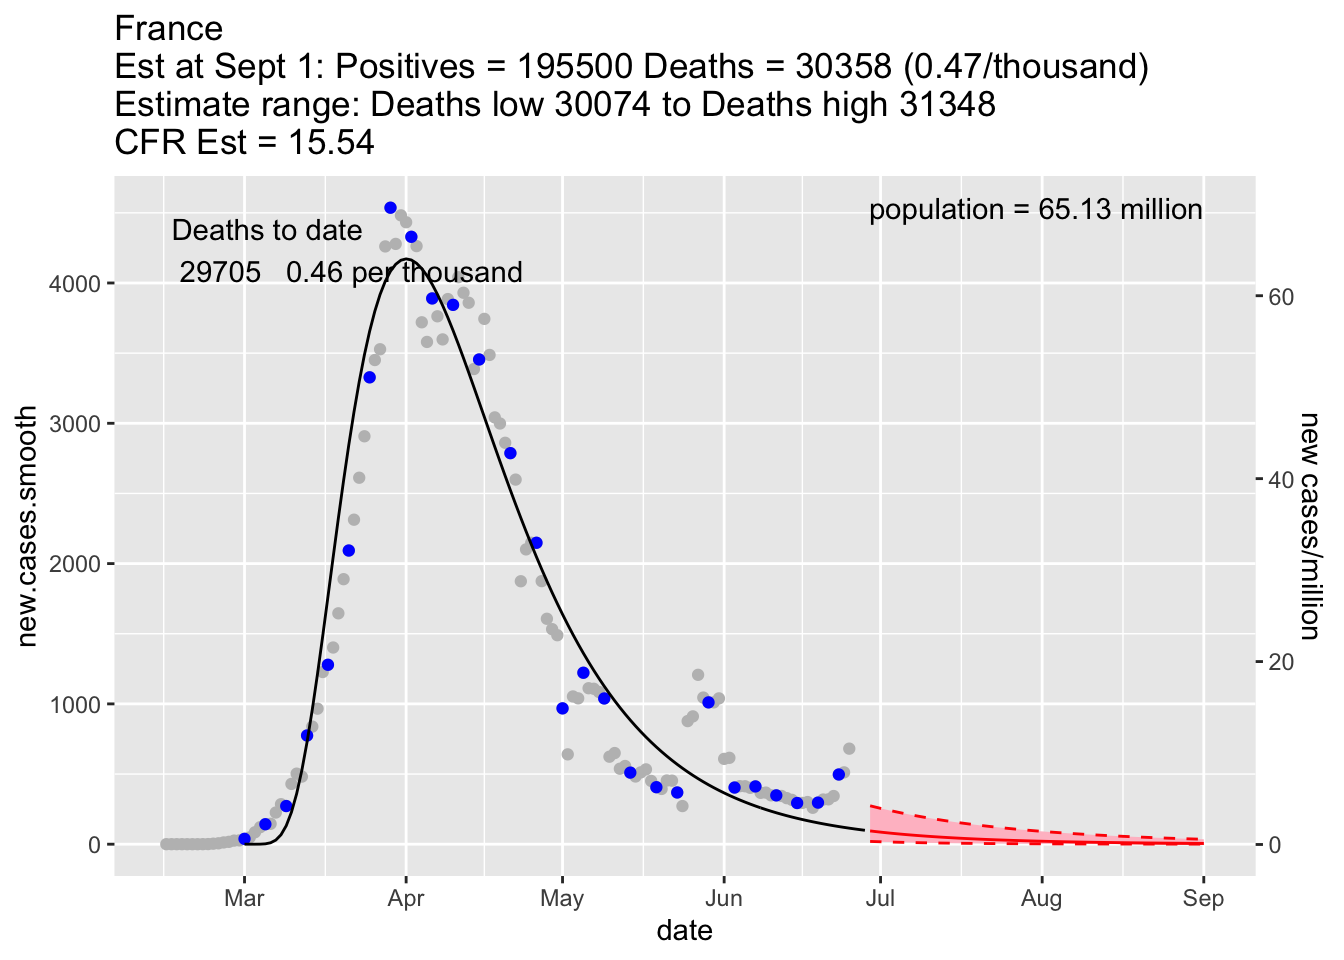 France
Est at Sept 1: Positives = 195500 Deaths = 30358 (0.47/thousand)
Estimate range: Deaths low 30074 to Deaths high 31348
CFR Est = 15.54
Deaths to date
29705 0.46 per thousand
population = 65.13 million
4000
3000
2000
1000
0
new.cases.smooth
60
40
20
0
new cases/million
Mar Apr May Jun Jul Aug Sep
date